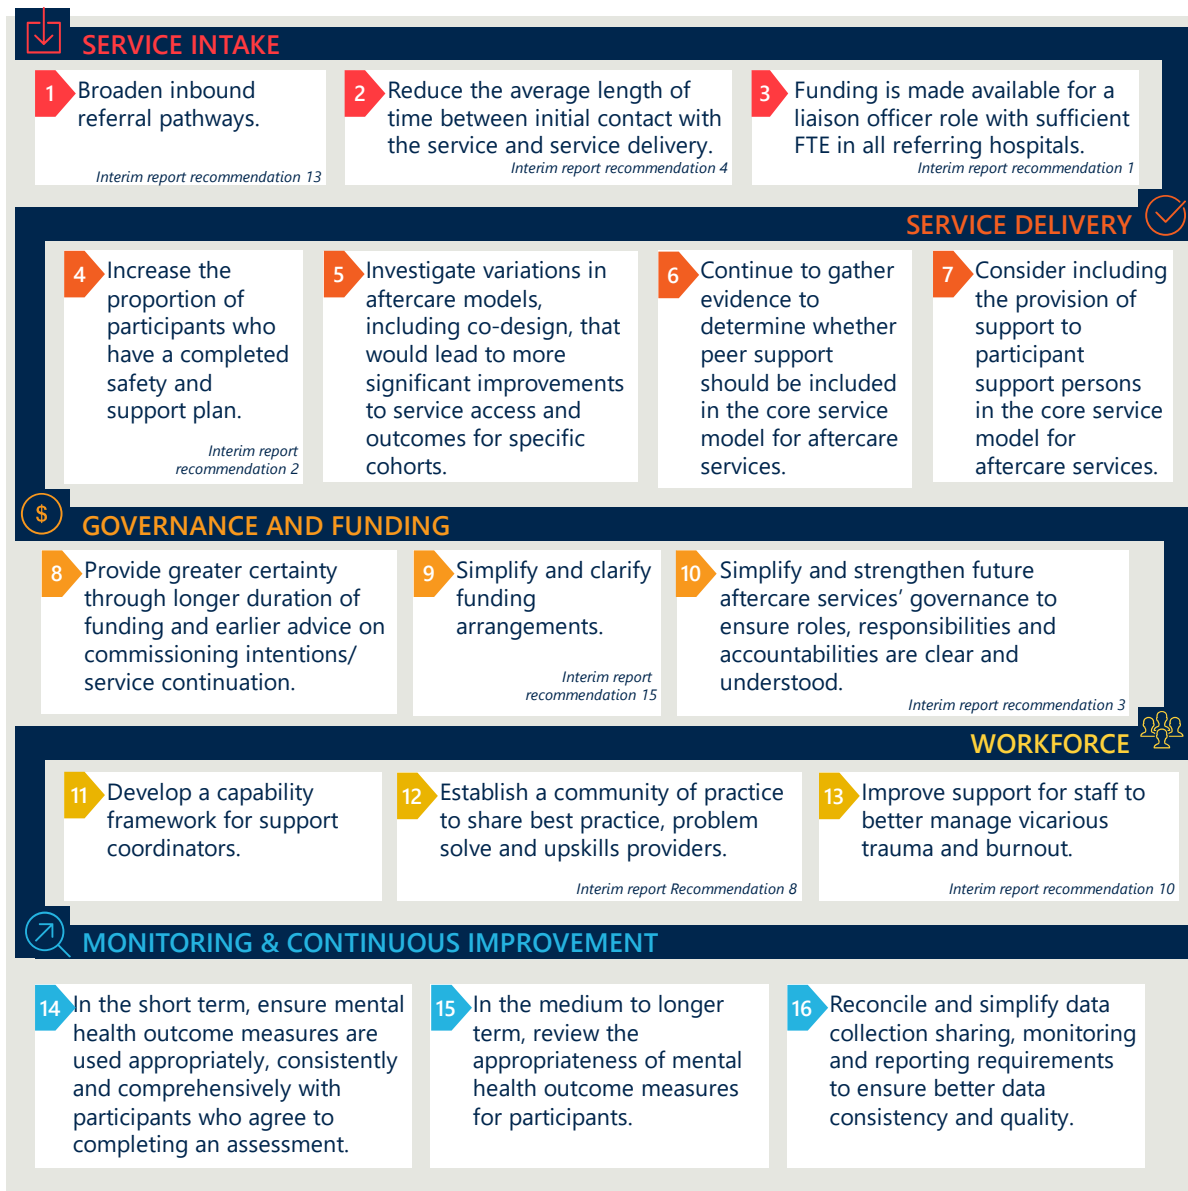 SERVICE INTAKE
1
Broaden inbound
referral pathways.
Interim report recommendation 13
2
Reduce the average length of
time between initial contact with
the service and service delivery.
Interim report recommendation 4
3
Funding is made available for a
liaison officer role with sufficient
FTE in all referring hospitals.
Interim report recommendation 1
SERVICE DELIVERY
4
Increase the
proportion of
participants who
have a completed
safety and
support plan.
Interim report
recommendation 2
5
Investigate variations in
aftercare models,
including co-design, that
would lead to more
significant improvements
to service access and
outcomes for specific
cohorts.
6
Continue to gather
evidence to
determine whether
peer support
should be included
in the core service
model for aftercare
services.
7
Consider including
the provision of
support to
participant
support persons
in the core service
model for
aftercare services.
$
GOVERNANCE AND FUNDING
8
Provide greater certainty
through longer duration of
funding and earlier advice on
commissioning intentions/
service continuation.
9
Simplify and clarify
funding
arrangements.
Interim report
recommendation 15
10
Simplify and strengthen future
aftercare services’ governance to
ensure roles, responsibilities and
accountabilities are clear and
understood.
Interim report recommendation 3
WORKFORCE
11
Develop a capability
framework for support
coordinators.
12
Establish a community of practice
to share best practice, problem
solve and upskills providers.
Interim report Recommendation 8
13
Improve support for staff to
better manage vicarious
trauma and burnout.
Interim report recommendation 10
MONITORING & CONTINUOUS IMPROVEMENT
14
In the short term, ensure mental
health outcome measures are
used appropriately, consistently
and comprehensively with
participants who agree to
completing an assessment.
15
In the medium to longer
term, review the
appropriateness of mental
health outcome measures
for participants.
16
Reconcile and simplify data
collection sharing, monitoring
and reporting requirements
to ensure better data
consistency and quality.